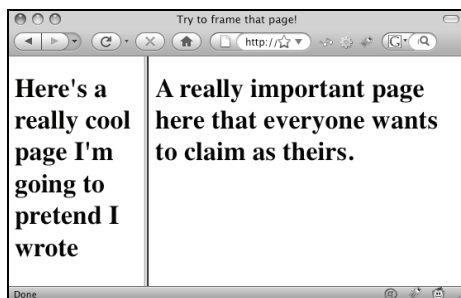 Try to frame that page!
http://
Here's a
really cool
page I'm
going to
pretend I
wrote
A really important page
here that everyone wants
to claim as theirs.
Done